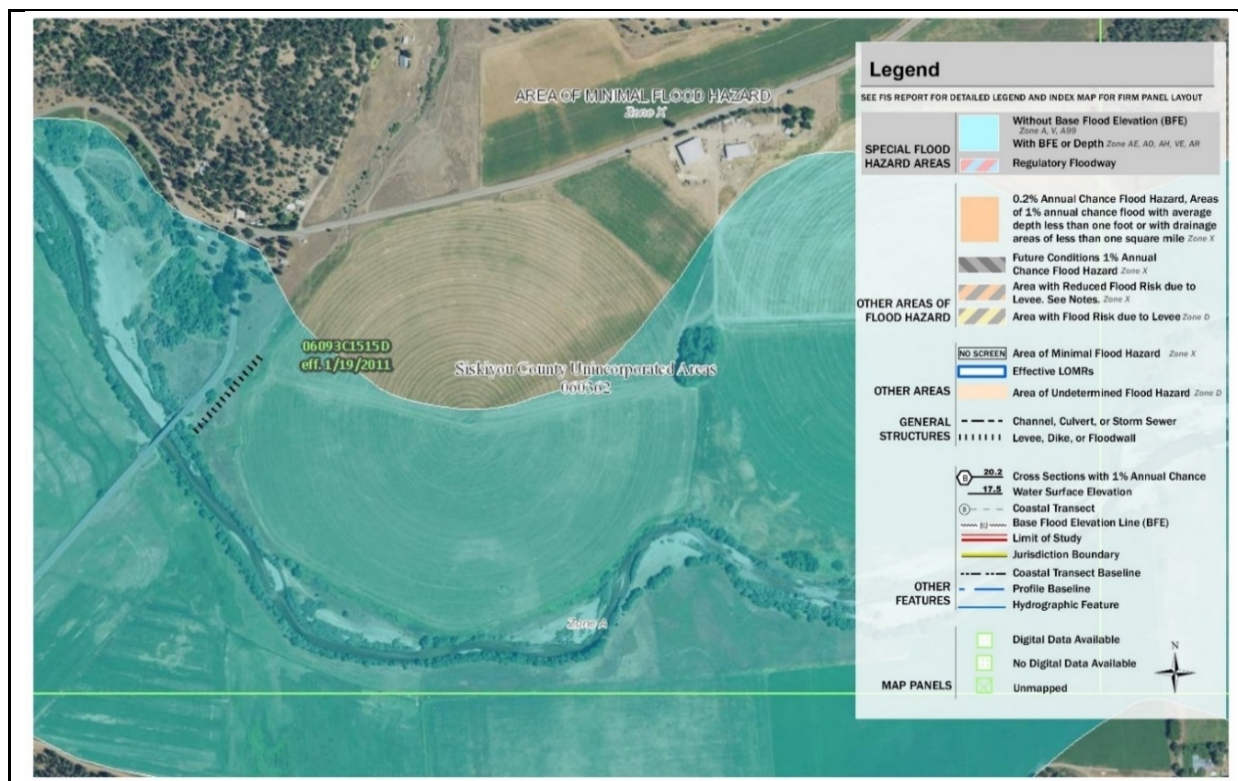 AREA OF MINIMAL FLOOD HAZARD
Zone X
06093C1515D
eff. 1/19/2011
Siskiyou County Unincorporated Areas
060362
Zone A
Legend
SEE FIS REPORT FOR DETAILED LEGEND AND INDEX MAP FOR FIRM PANEL LAYOUT
SPECIAL FLOOD
HAZARD AREAS
Without Base Flood Elevation (BFE)
Zone A, V, A99
With BFE or Depth Zone AE, AO, AH, VE, AR
Regulatory Floodway
OTHER AREAS OF
FLOOD HAZARD
0.2% Annual Chance Flood Hazard, Areas
of 1% annual chance flood with average
depth less than one foot or with drainage
areas of less than one square mile Zone X
Future Conditions 1% Annual
Chance Flood Hazard Zone X
Area with Reduced Flood Risk due to
Levee. See Notes. Zone X
Area with Flood Risk due to Levee Zone D
OTHER AREAS
NO SCREEN Area of Minimal Flood Hazard Zone X
Effective LOMRs
Area of Undetermined Flood Hazard Zone D
GENERAL
STRUCTURES
Channel, Culvert, or Storm Sewer
Levee, Dike, or Floodwall
OTHER
FEATURES
B 20.2 Cross Sections with 1% Annual Chance
17.5 Water Surface Elevation
8 Coastal Transect
Base Flood Elevation Line (BFE)
Limit of Study
Jurisdiction Boundary
Coastal Transect Baseline
Profile Baseline
Hydrographic Feature
MAP PANELS
Digital Data Available
No Digital Data Available
Unmapped
N